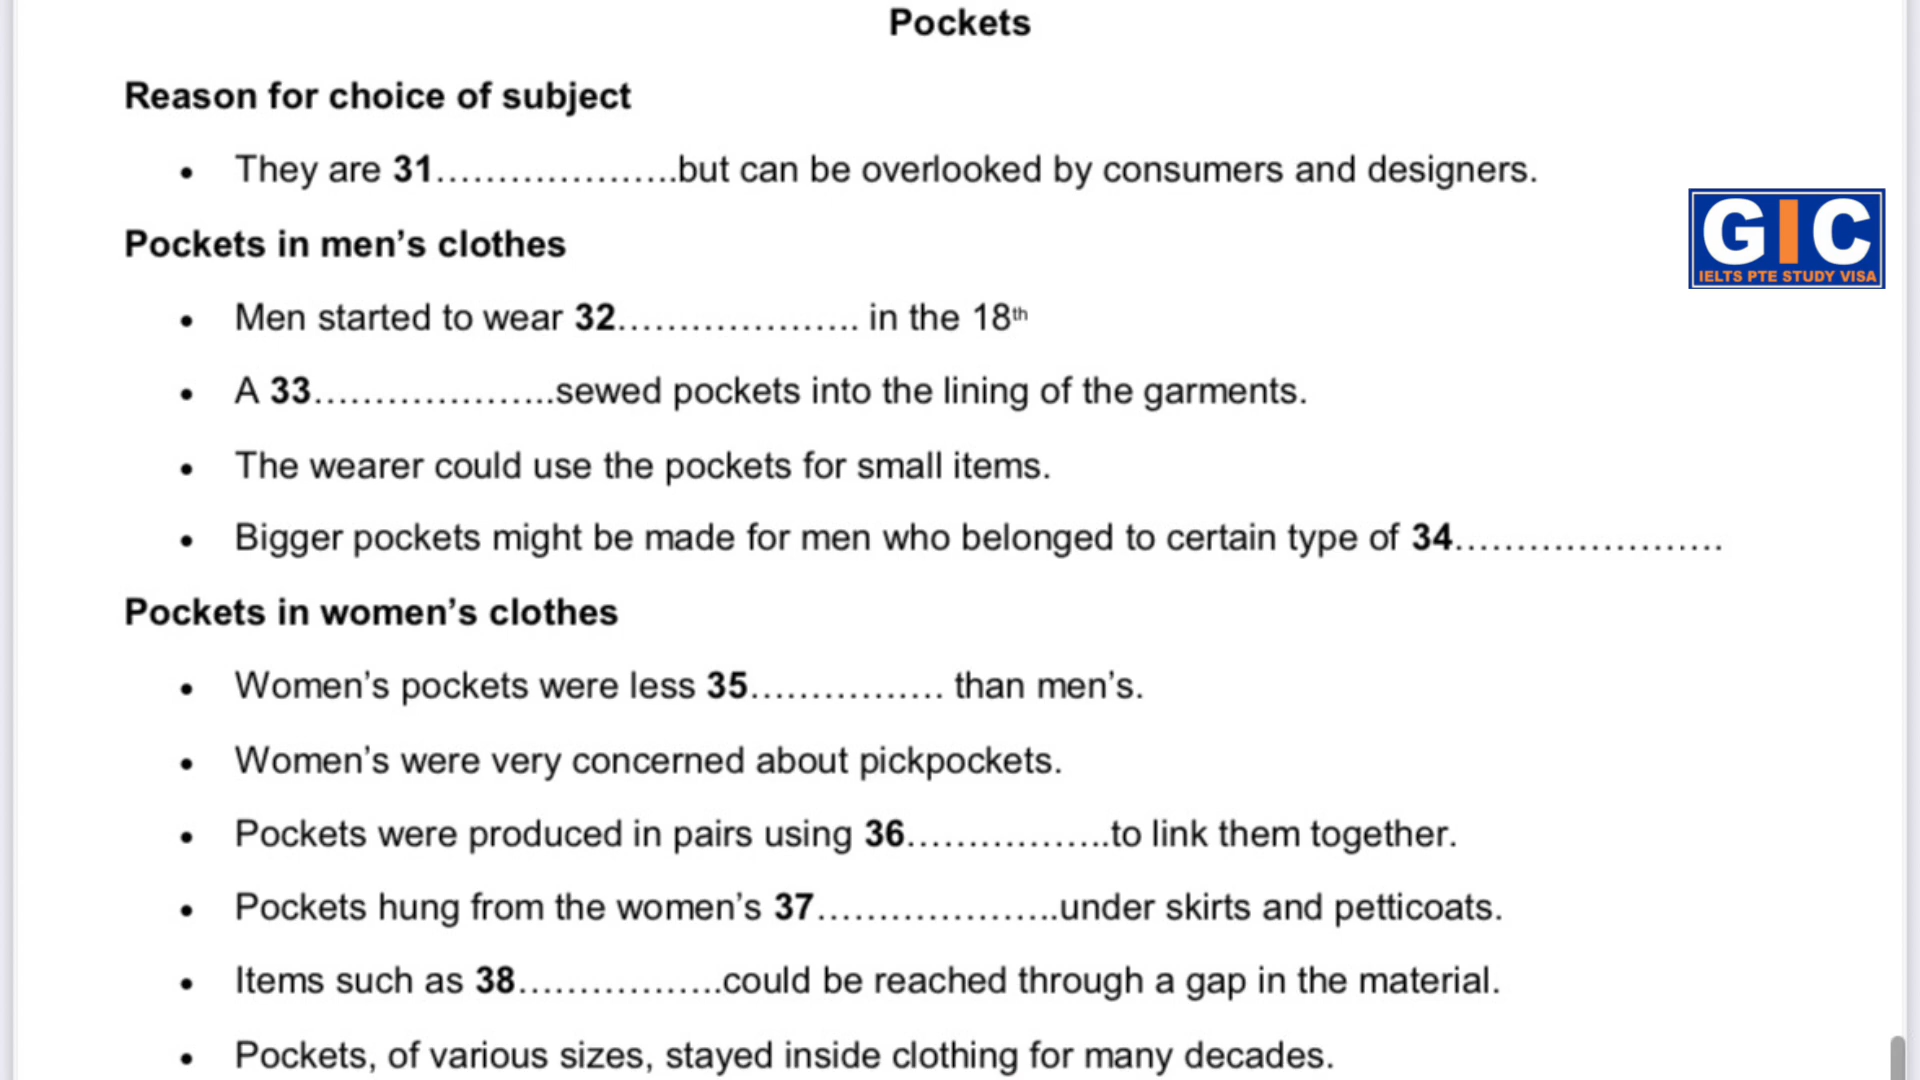 Pockets
Reason for choice of subject
• They are 31………………..but can be overlooked by consumers and designers.
GIC
IELTS PTE STUDY VISA
Pockets in men’s clothes
• Men started to wear 32……………….. in the 18th
• A 33………………..sewed pockets into the lining of the garments.
• The wearer could use the pockets for small items.
• Bigger pockets might be made for men who belonged to certain type of 34………………….
Pockets in women’s clothes
• Women’s pockets were less 35……………. than men’s.
• Women’s were very concerned about pickpockets.
• Pockets were produced in pairs using 36……………..to link them together.
• Pockets hung from the women’s 37………………..under skirts and petticoats.
• Items such as 38……………..could be reached through a gap in the material.
• Pockets, of various sizes, stayed inside clothing for many decades.